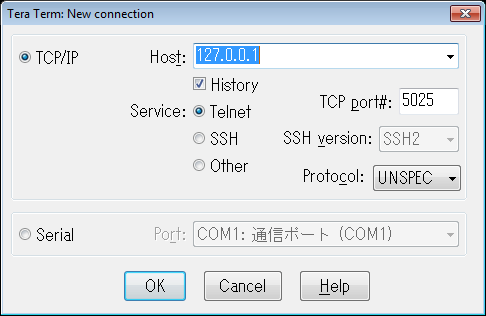 Tera Term: New connection
TCP/IP
Host: 127.0.0.1
History
Service: Telnet
TCP port#: 5025
SSH
SSH version: SSH2
Other
Protocol: UNSPEC
Serial
Port: COM1: 通信ポート (COM1)
OK
Cancel
Help